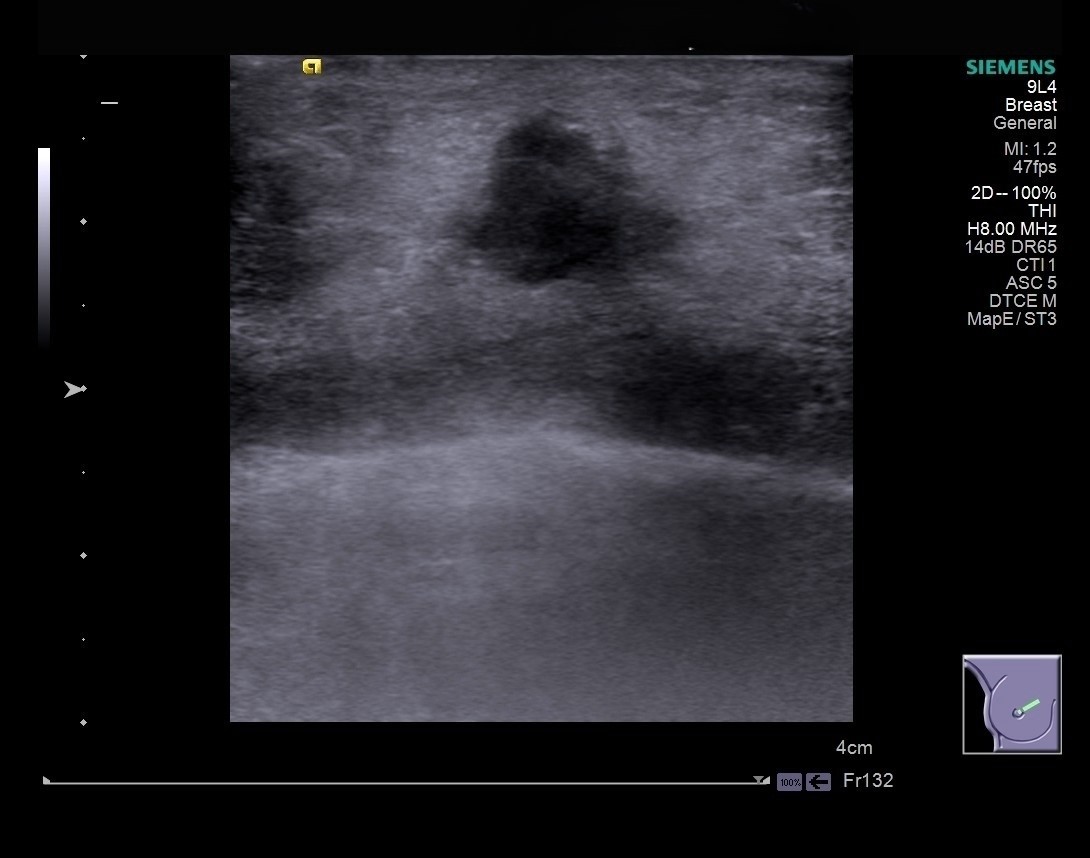 SIEMENS
9L4
Breast
General
MI: 1.2
47fps
2D--100%
THI
H8.00 MHz
14dB DR65
CTI 1
ASC 5
DTCE M
MapE / ST3
4cm
100%
Fr132